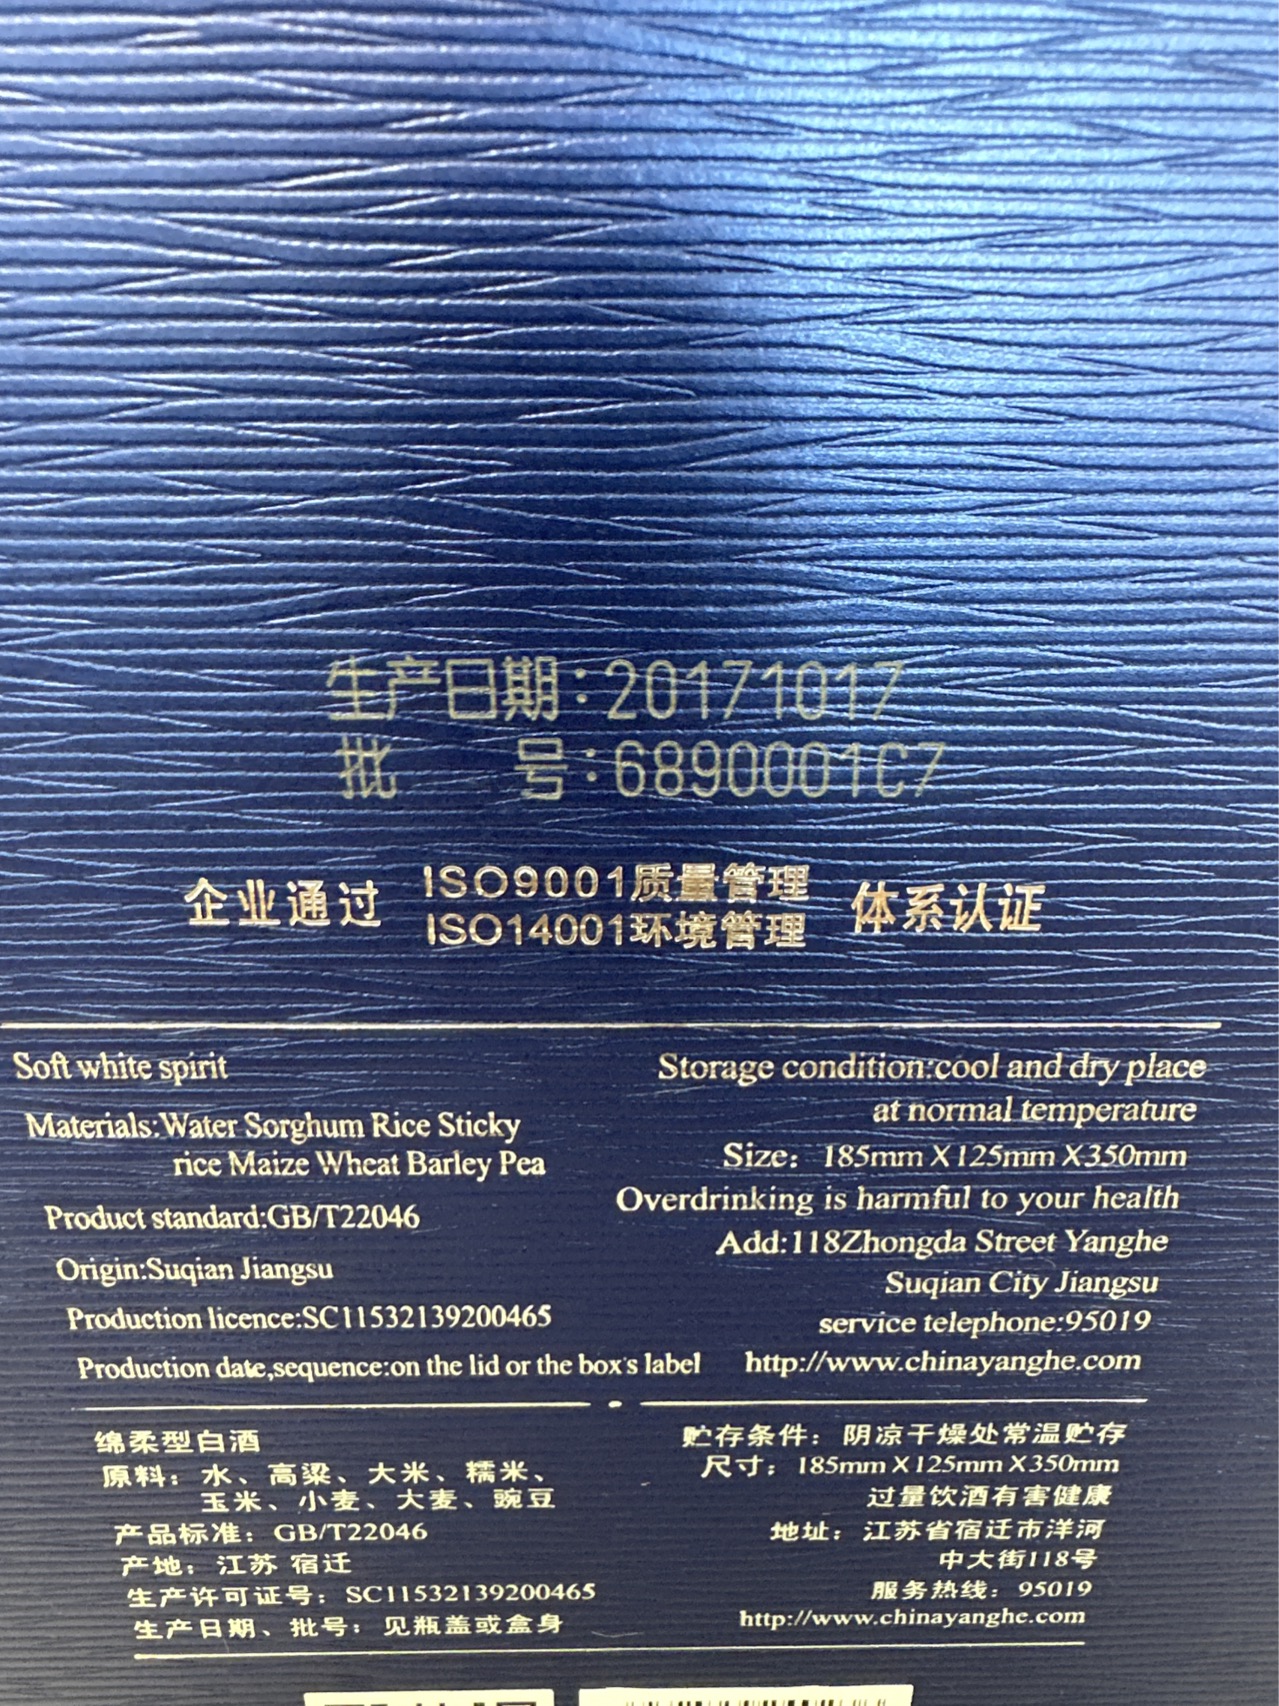 生产日期:20171017
批 号:6890001C7
企业通过 ISO9001质量管理 体系认证
ISO14001环境管理
Soft white spirit
Materials:Water Sorghum Rice Sticky
rice Maize Wheat Barley Pea
Product standard:GB/T22046
Origin:Suqian Jiangsu
Production licence:SC11532139200465
Production date,sequence:on the lid or the box's label
Storage condition:cool and dry place
at normal temperature
Size: 185mm X 125mm X 350mm
Overdrinking is harmful to your health
Add:118Zhongda Street Yanghe
Suqian City Jiangsu
service telephone:95019
http://www.chinayanghe.com
绵柔型白酒
原料：水、高粱、大米、糯米、
玉米、小麦、大麦、豌豆
产品标准：GB/T22046
产地：江苏 宿迁
生产许可证号：SC11532139200465
生产日期、批号：见瓶盖或盒身
贮存条件：阴凉干燥处常温贮存
尺寸：185mm X 125mm X 350mm
过量饮酒有害健康
地址：江苏省宿迁市洋河
中大街118号
服务热线：95019
http://www.chinayanghe.com